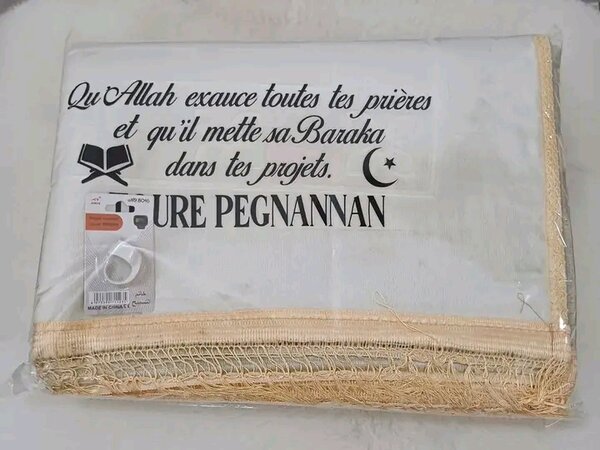 Qu'Allah exauce toutes tes prières
et qu'il mette sa Baraka
dans tes projets.
URE PEGNANNAN
MADE IN CHINA